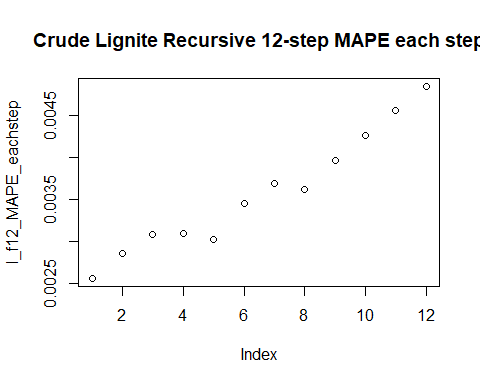 Crude Lignite Recursive 12-step MAPE each step
l_f12_MAPE_eachstep
0.0045
0.0035
0.0025
2 4 6 8 10 12
Index